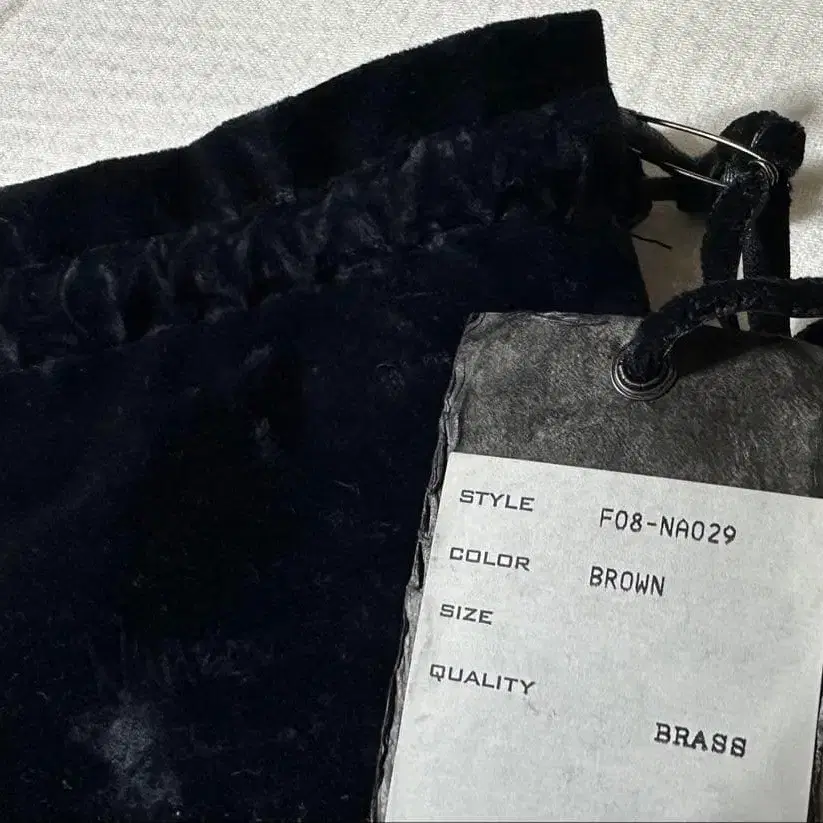 STYLE F08-NA029
COLOR BROWN
SIZE
QUALITY
BRASS